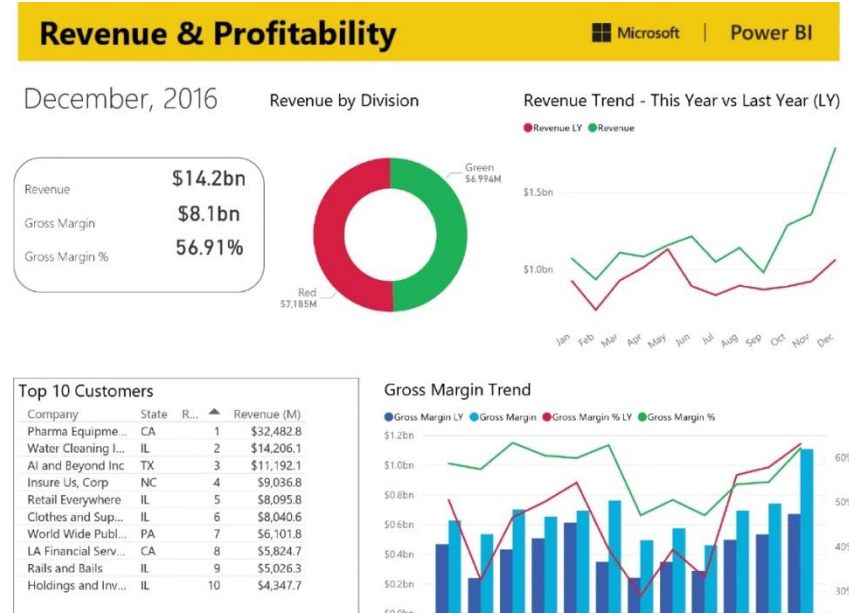 Revenue & Profitability
Microsoft | Power BI
December, 2016
Revenue $14.2bn
Gross Margin $8.1bn
Gross Margin % 56.91%
Revenue by Division
Green
$6.994M
Red
$7,185M
Revenue Trend - This Year vs Last Year (LY)
Revenue LY Revenue
$1.5bn
$1.0bn
Jan Feb Mar Apr May Jun Jul Aug Sep Oct Nov Dec
Top 10 Customers
Company State R... Revenue (M)
Pharma Equipme... CA 1 $32,482.8
Water Cleaning I... IL 2 $14,206.1
AI and Beyond Inc TX 3 $11,192.1
Insure Us, Corp NC 4 $9,036.8
Retail Everywhere IL 5 $8,095.8
Clothes and Sup... IL 6 $8,040.6
World Wide Publ... PA 7 $6,101.8
LA Financial Serv... CA 8 $5,824.7
Rails and Bails IL 9 $5,026.3
Holdings and Inv... IL 10 $4,347.7
Gross Margin Trend
Gross Margin LY Gross Margin Gross Margin % LY Gross Margin %
$1.2bn
$1.0bn
$0.8bn
$0.6bn
$0.4bn
$0.2bn
$0.0bn
60%
50%
40%
30%